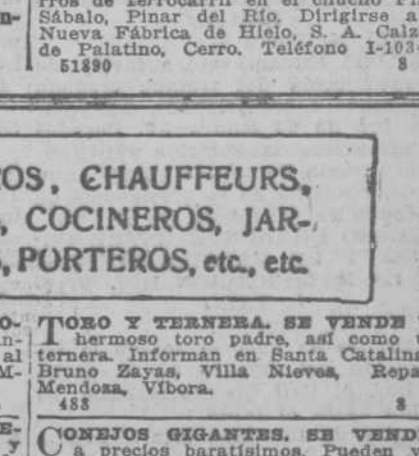 Sábalo, Pinar del Río. Dirigirse a
Nueva Fábrica de Hielo, S. A. Calz
de Palatino, Cerro. Teléfono I-103
51890 8
OS, CHAUFFEURS,
, COCINEROS, JAR-
S, PORTEROS, etc., etc.
TORO Y TERNERA. SE VENDE
hermoso toro padre, así como
ternera. Informan en Santa Catalina
Bruno Zayas, Villa Nieves, Repa
Mendoza, Víbora.
483 8
CONEJOS GIGANTES. SE VEND
a precios baratísimos. Pueden